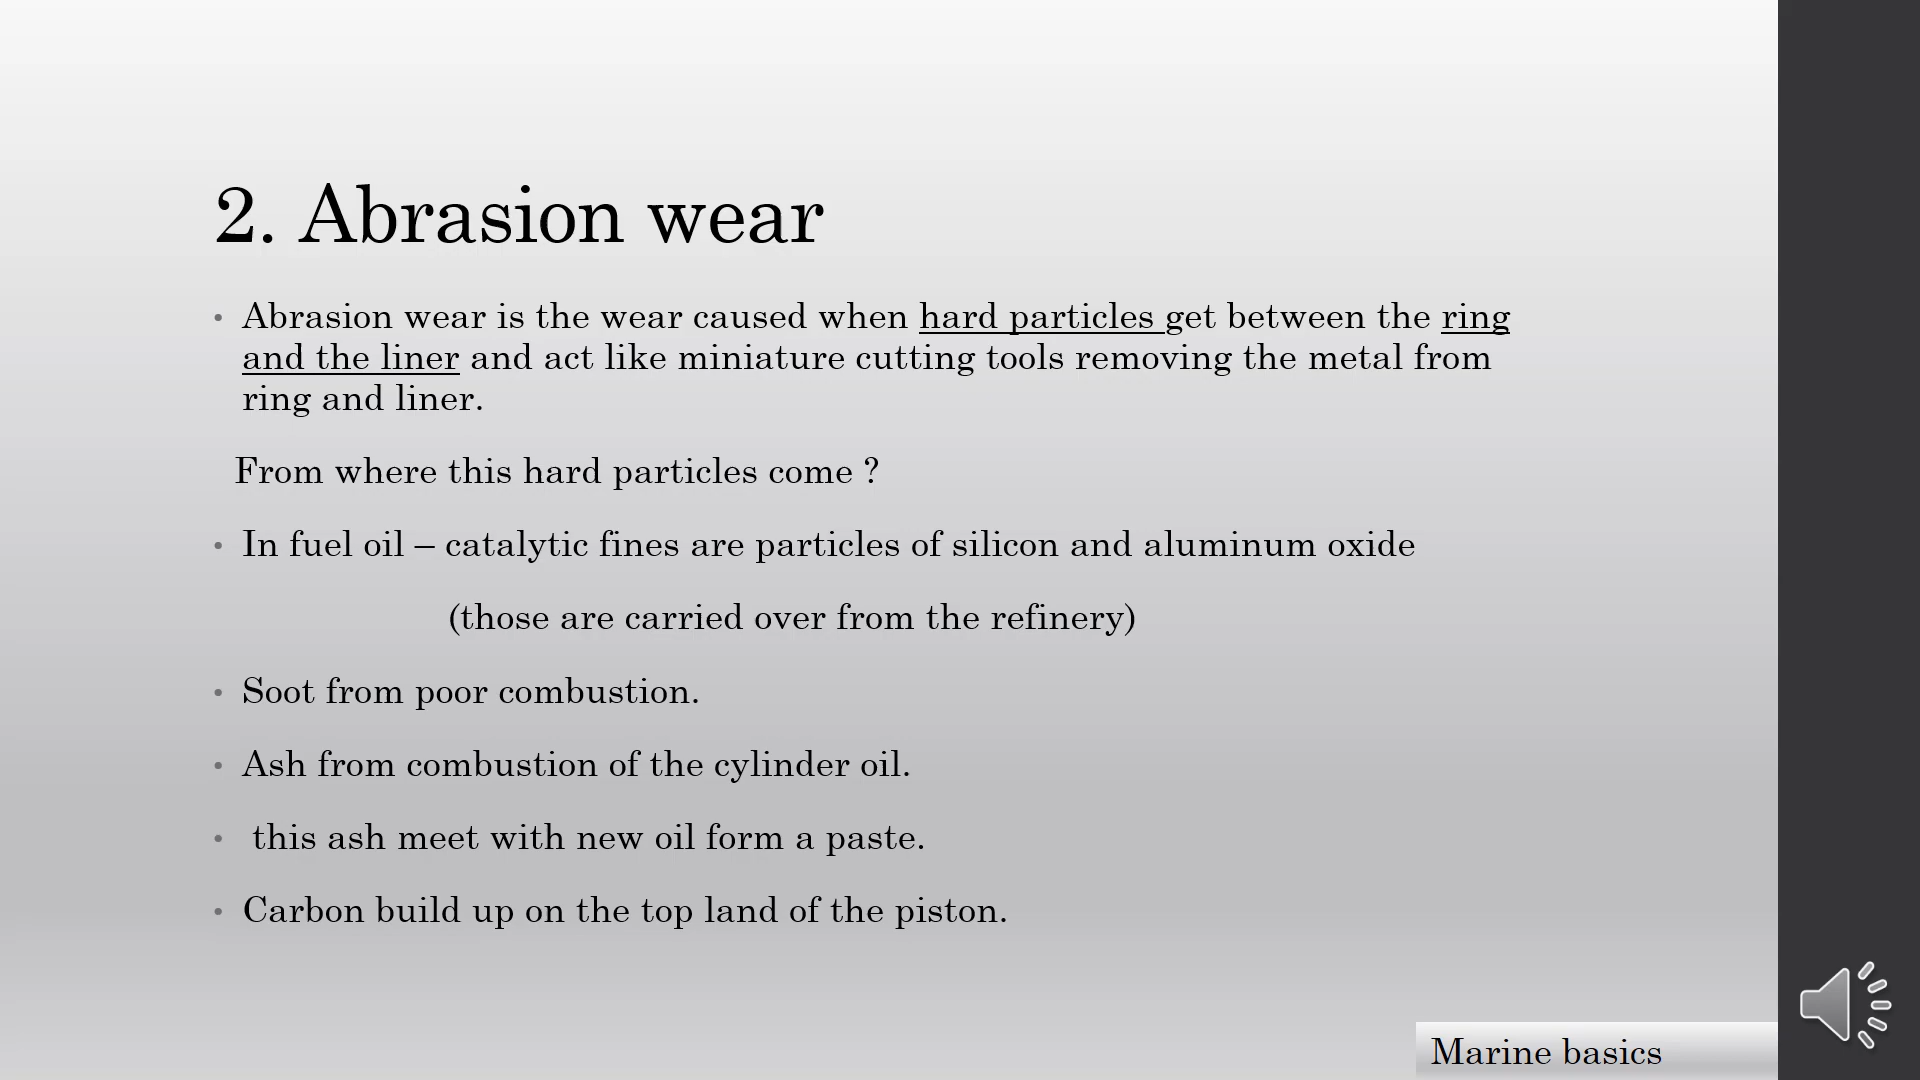 2. Abrasion wear
• Abrasion wear is the wear caused when hard particles get between the ring
and the liner and act like miniature cutting tools removing the metal from
ring and liner.
From where this hard particles come ?
• In fuel oil – catalytic fines are particles of silicon and aluminum oxide
(those are carried over from the refinery)
• Soot from poor combustion.
• Ash from combustion of the cylinder oil.
• this ash meet with new oil form a paste.
• Carbon build up on the top land of the piston.
Marine basics